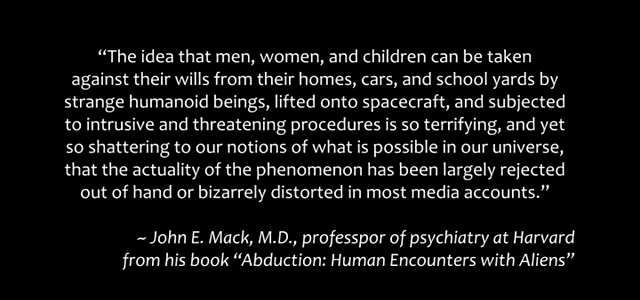 “The idea that men, women, and children can be taken
against their wills from their homes, cars, and school yards by
strange humanoid beings, lifted onto spacecraft, and subjected
to intrusive and threatening procedures is so terrifying, and yet
so shattering to our notions of what is possible in our universe,
that the actuality of the phenomenon has been largely rejected
out of hand or bizarrely distorted in most media accounts.”
~ John E. Mack, M.D., professpor of psychiatry at Harvard
from his book “Abduction: Human Encounters with Aliens”